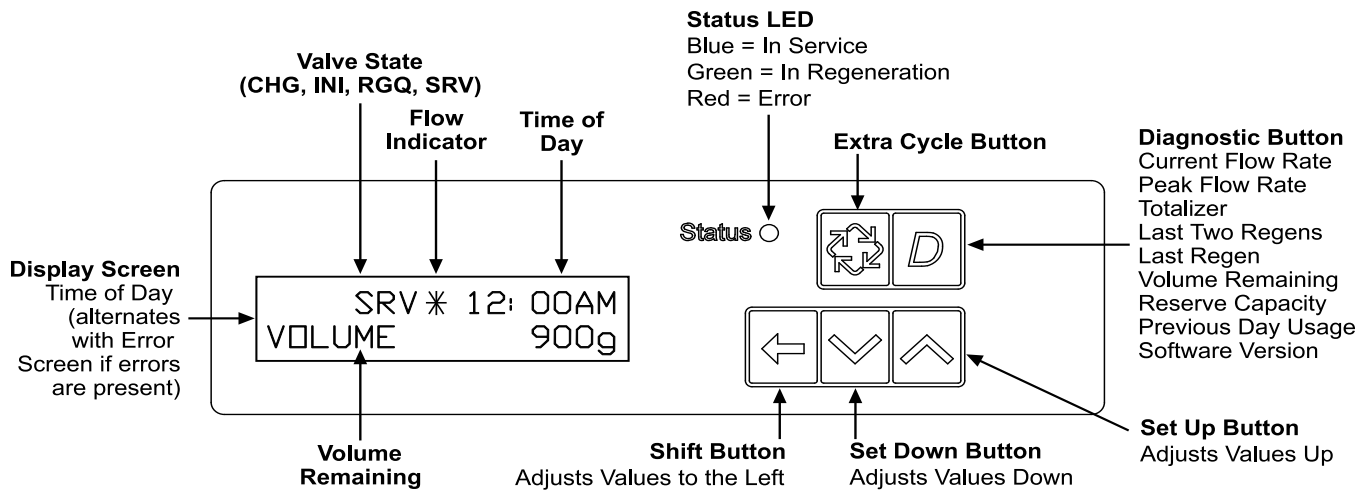 Status LED
Blue = In Service
Green = In Regeneration
Red = Error
Valve State
(CHG, INI, RGQ, SRV)
Flow
Indicator
Time of
Day
Extra Cycle Button
Diagnostic Button
Current Flow Rate
Peak Flow Rate
Totalizer
Last Two Regens
Last Regen
Volume Remaining
Reserve Capacity
Previous Day Usage
Software Version
Status
D
Display Screen
Time of Day
(alternates
with Error
Screen if errors
are present)
SRV * 12: 00AM
VOLUME 900g
Volume
Remaining
Shift Button
Adjusts Values to the Left
Set Down Button
Adjusts Values Down
Set Up Button
Adjusts Values Up